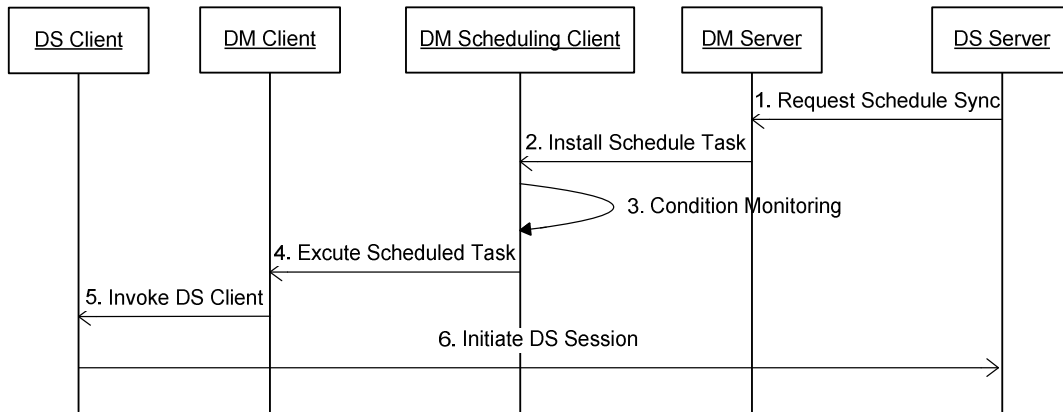 DS Client
DM Client
DM Scheduling Client
DM Server
DS Server
1. Request Schedule Sync
2. Install Schedule Task
3. Condition Monitoring
4. Excute Scheduled Task
5. Invoke DS Client
6. Initiate DS Session